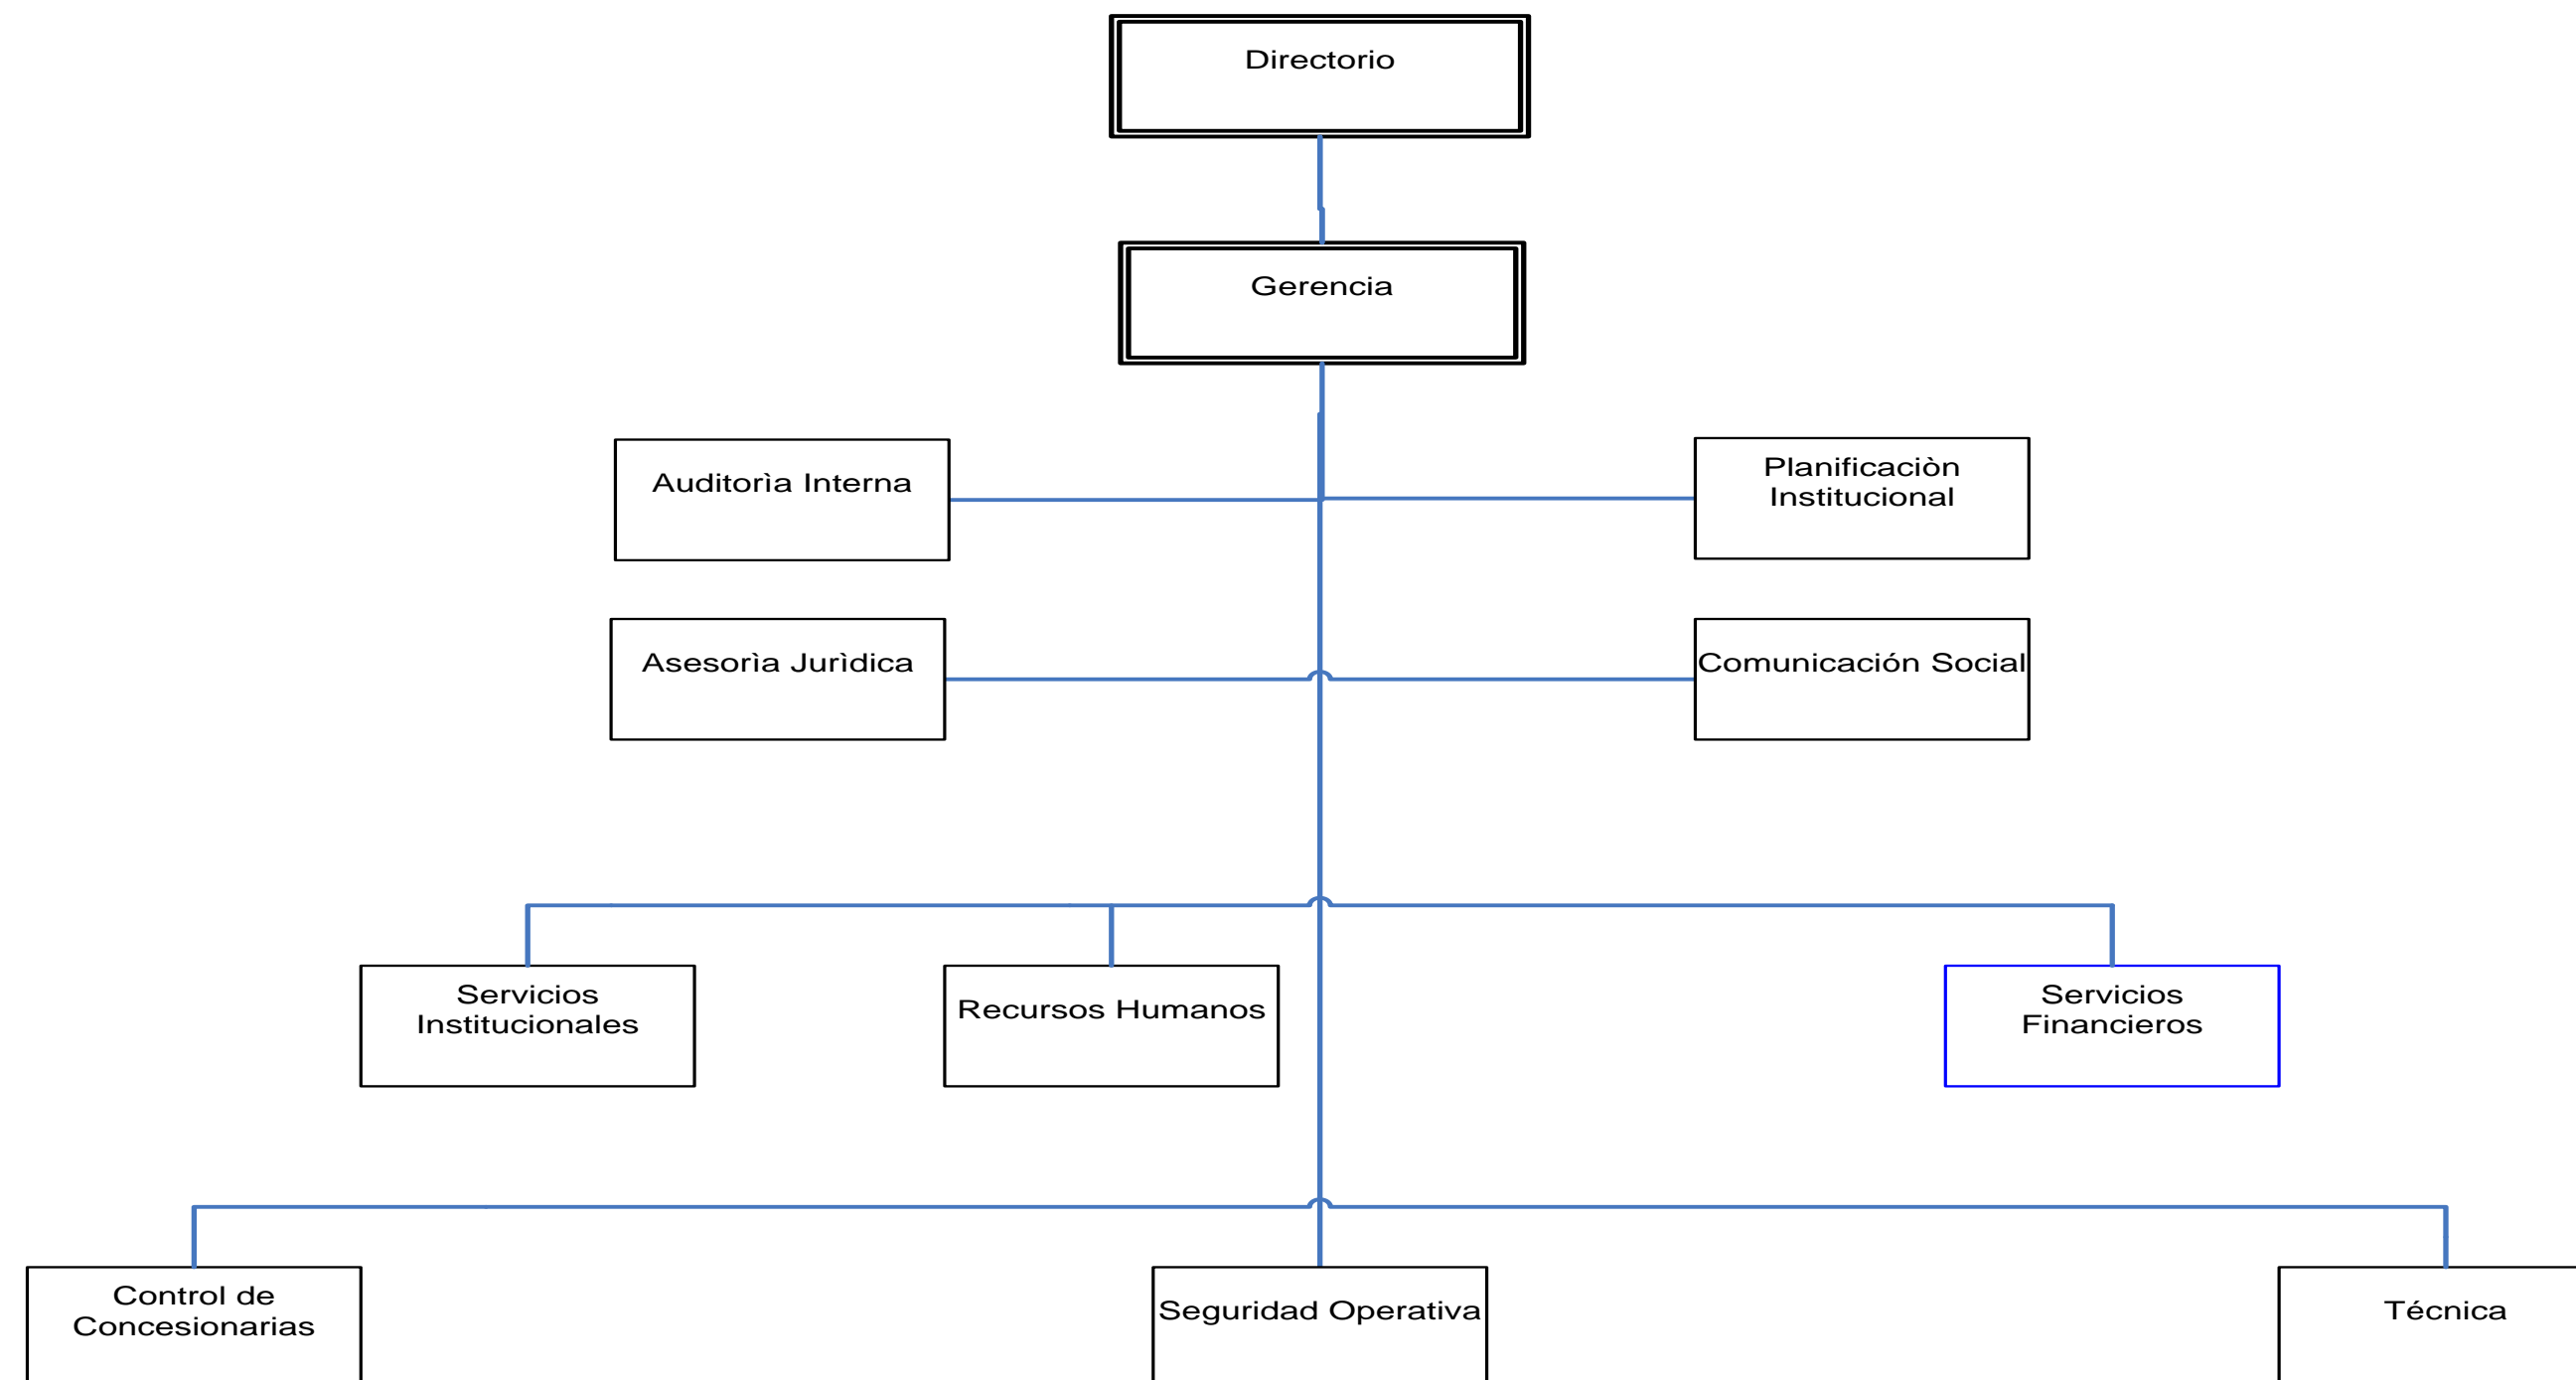 Directorio
Gerencia
Auditorìa Interna
Planificaciòn
Institucional
Asesorìa Jurìdica
Comunicación Social
Servicios
Institucionales
Recursos Humanos
Servicios
Financieros
Control de
Concesionarias
Seguridad Operativa
Técnica